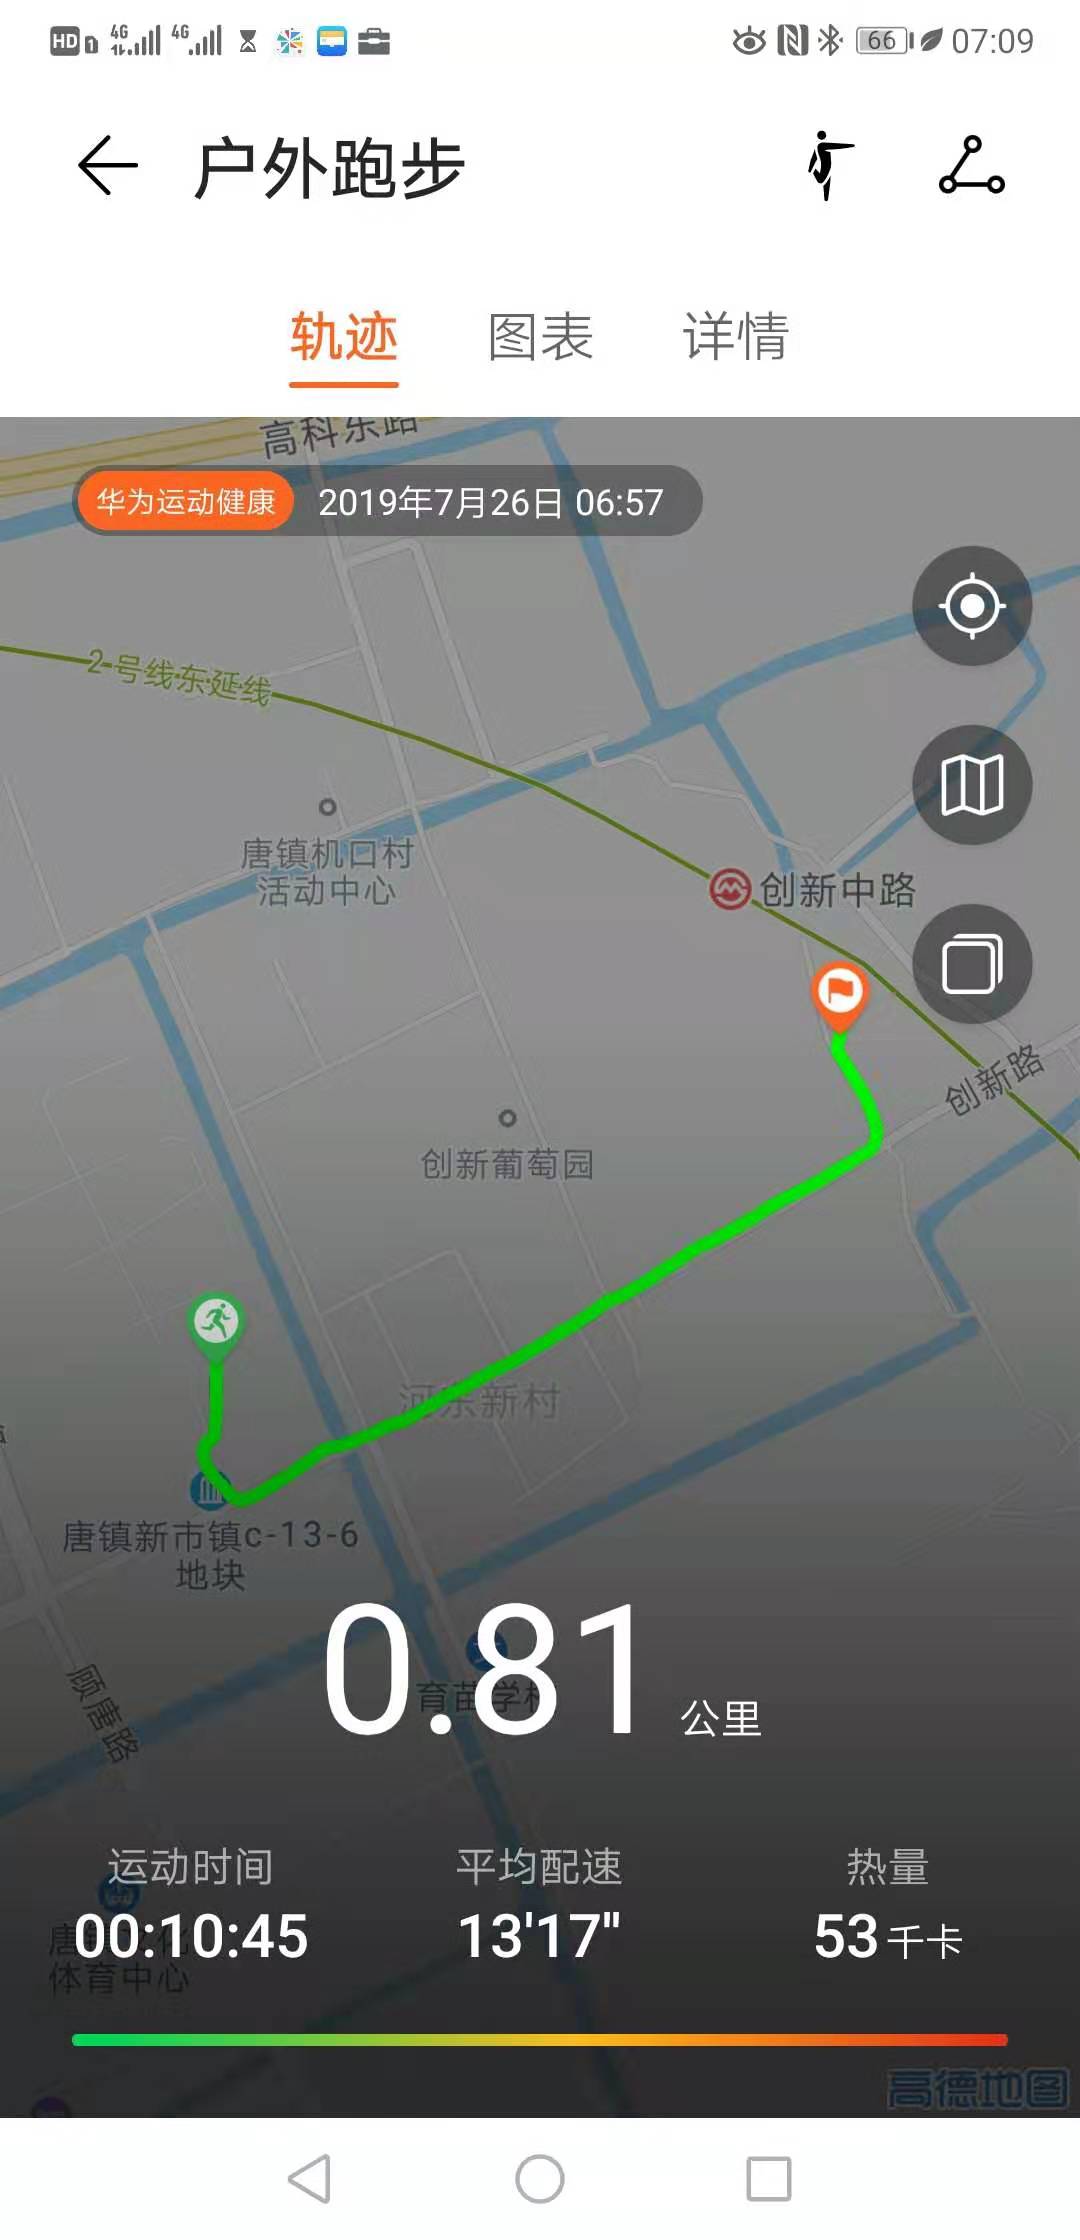 HD 1 4G 4G 66 07:09
户外跑步
轨迹 图表 详情
高科东路
华为运动健康 2019年7月26日 06:57
2号线东延线
唐镇机口村
活动中心
创新中路
创新路
创新葡萄园
河东新村
唐镇新市镇c-13-6
地块
0.81 公里
育苗学校
顾唐路
运动时间 平均配速 热量
00:10:45 13'17" 53千卡
体育中心
高德地图